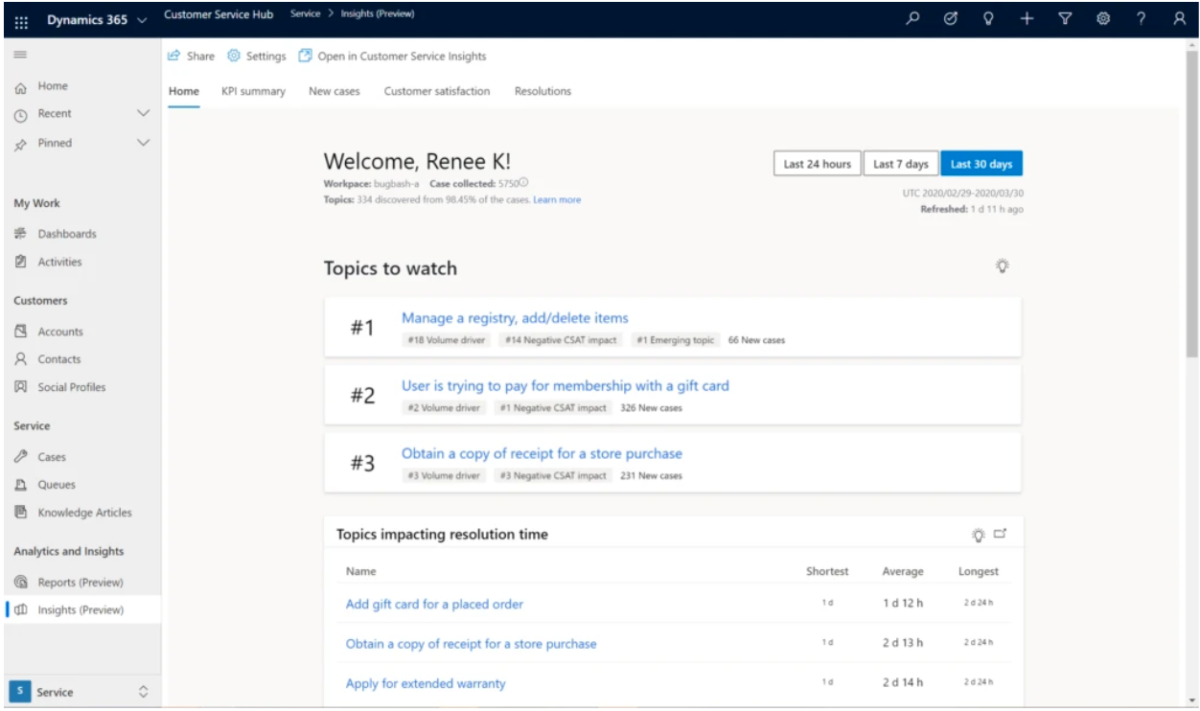 Dynamics 365
Customer Service Hub Service > Insights (Preview)
Share Settings Open in Customer Service Insights
Home KPI summary New cases Customer satisfaction Resolutions
Home
Recent
Pinned
My Work
Dashboards
Activities
Customers
Accounts
Contacts
Social Profiles
Service
Cases
Queues
Knowledge Articles
Analytics and Insights
Reports (Preview)
Insights (Preview)
S Service
Welcome, Renee K!
Workpace: bugbash-a Case collected: 5750
Topics: 334 discovered from 98.45% of the cases. Learn more
Last 24 hours Last 7 days Last 30 days
UTC 2020/02/29-2020/03/30
Refreshed: 1 d 11 h ago
Topics to watch
#1 Manage a registry, add/delete items
#18 Volume driver #14 Negative CSAT impact #1 Emerging topic 66 New cases
#2 User is trying to pay for membership with a gift card
#2 Volume driver #1 Negative CSAT impact 326 New cases
#3 Obtain a copy of receipt for a store purchase
#3 Volume driver #3 Negative CSAT impact 231 New cases
Topics impacting resolution time
Name Shortest Average Longest
Add gift card for a placed order 1 d 1 d 12 h 2 d 24 h
Obtain a copy of receipt for a store purchase 1 d 2 d 13 h 2 d 24 h
Apply for extended warranty 1 d 2 d 14 h 2 d 24 h